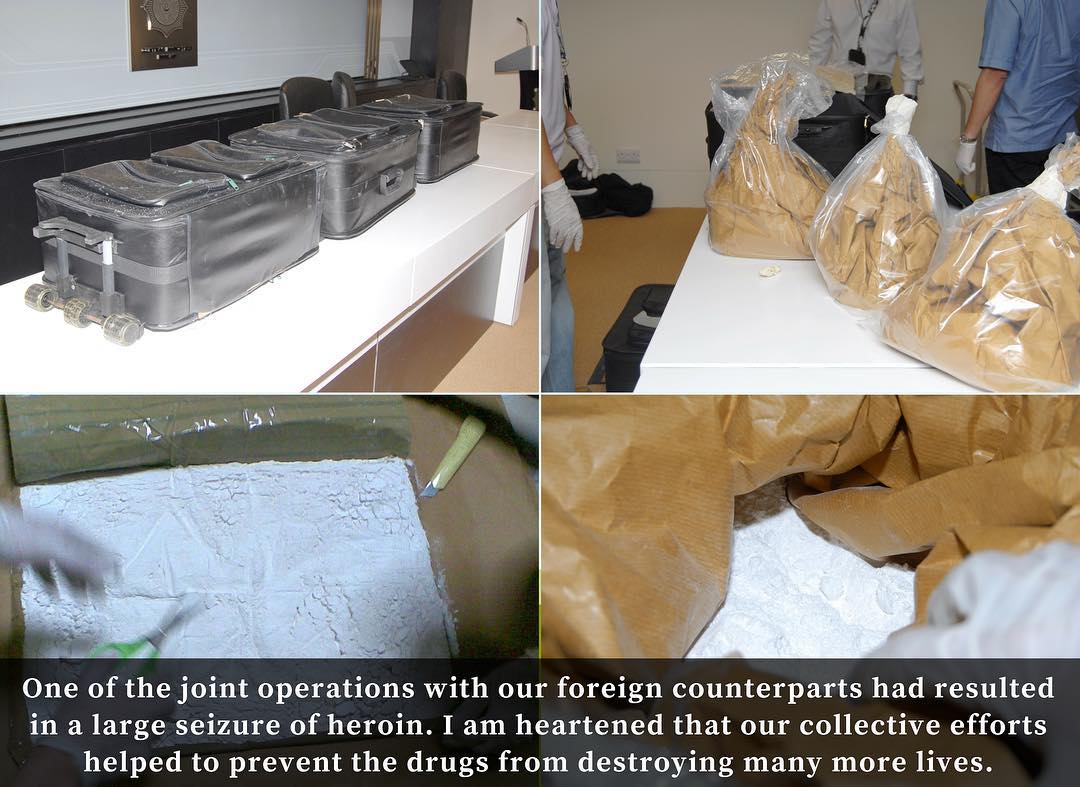 One of the joint operations with our foreign counterparts had resulted
in a large seizure of heroin. I am heartened that our collective efforts
helped to prevent the drugs from destroying many more lives.